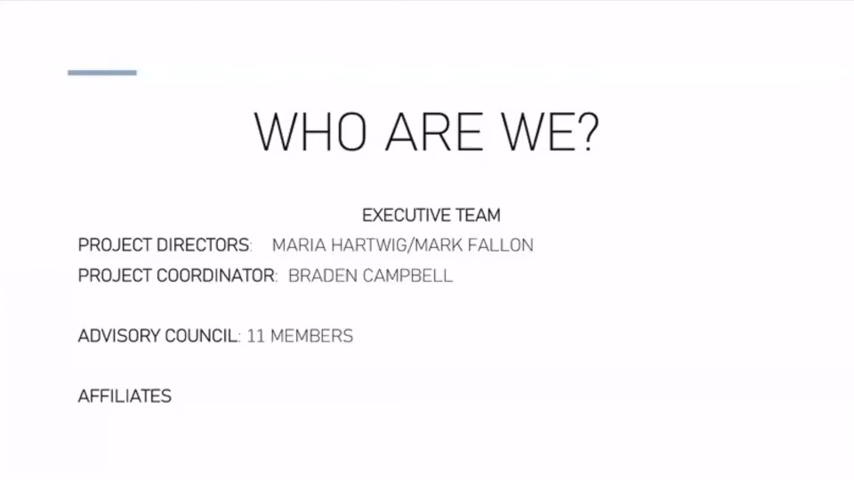 WHO ARE WE?
EXECUTIVE TEAM
PROJECT DIRECTORS: MARIA HARTWIG/MARK FALLON
PROJECT COORDINATOR: BRADEN CAMPBELL
ADVISORY COUNCIL: 11 MEMBERS
AFFILIATES